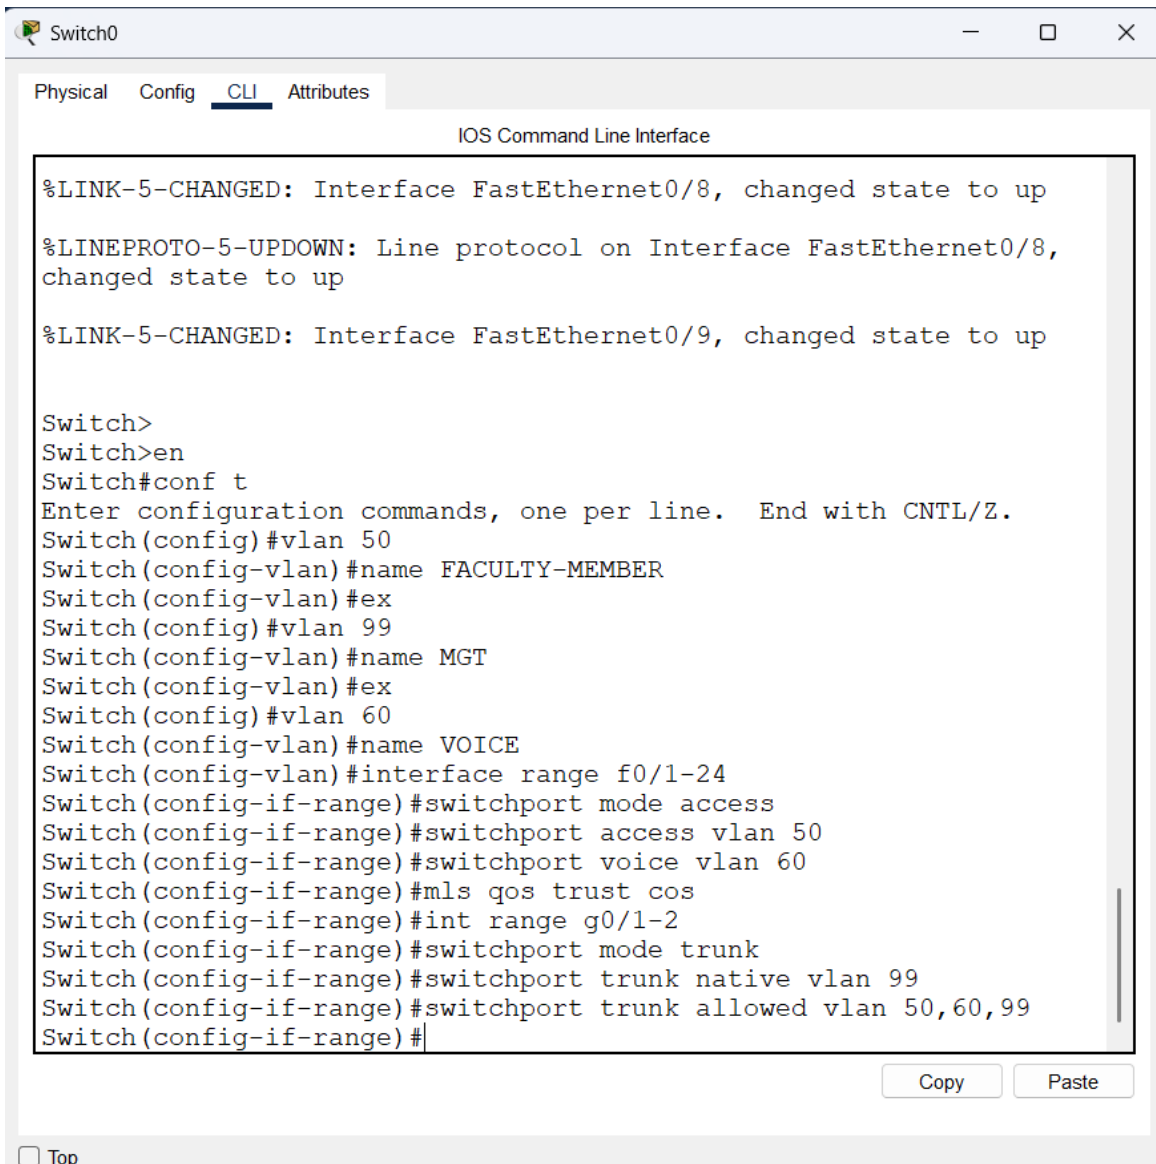 Switch0
Physical Config CLI Attributes
IOS Command Line Interface
%LINK-5-CHANGED: Interface FastEthernet0/8, changed state to up
%LINEPROTO-5-UPDOWN: Line protocol on Interface FastEthernet0/8,
changed state to up
%LINK-5-CHANGED: Interface FastEthernet0/9, changed state to up
Switch>
Switch>en
Switch#conf t
Enter configuration commands, one per line.  End with CNTL/Z.
Switch(config)#vlan 50
Switch(config-vlan)#name FACULTY-MEMBER
Switch(config-vlan)#ex
Switch(config)#vlan 99
Switch(config-vlan)#name MGT
Switch(config-vlan)#ex
Switch(config)#vlan 60
Switch(config-vlan)#name VOICE
Switch(config-vlan)#interface range f0/1-24
Switch(config-if-range)#switchport mode access
Switch(config-if-range)#switchport access vlan 50
Switch(config-if-range)#switchport voice vlan 60
Switch(config-if-range)#mls qos trust cos
Switch(config-if-range)#int range g0/1-2
Switch(config-if-range)#switchport mode trunk
Switch(config-if-range)#switchport trunk native vlan 99
Switch(config-if-range)#switchport trunk allowed vlan 50,60,99
Switch(config-if-range)#
Copy Paste
Top